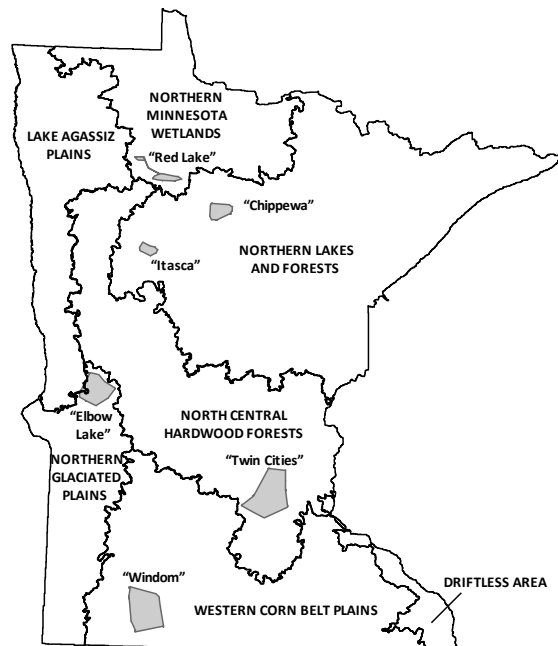 NORTHERN
MINNESOTA
WETLANDS
LAKE AGASSIZ
PLAINS
“Red Lake”
“Chippewa”
“Itasca”
NORTHERN LAKES
AND FORESTS
“Elbow
Lake”
NORTH CENTRAL
HARDWOOD FORESTS
NORTHERN
GLACIATED
PLAINS
“Twin Cities”
“Windom”
WESTERN CORN BELT PLAINS
DRIFTLESS AREA